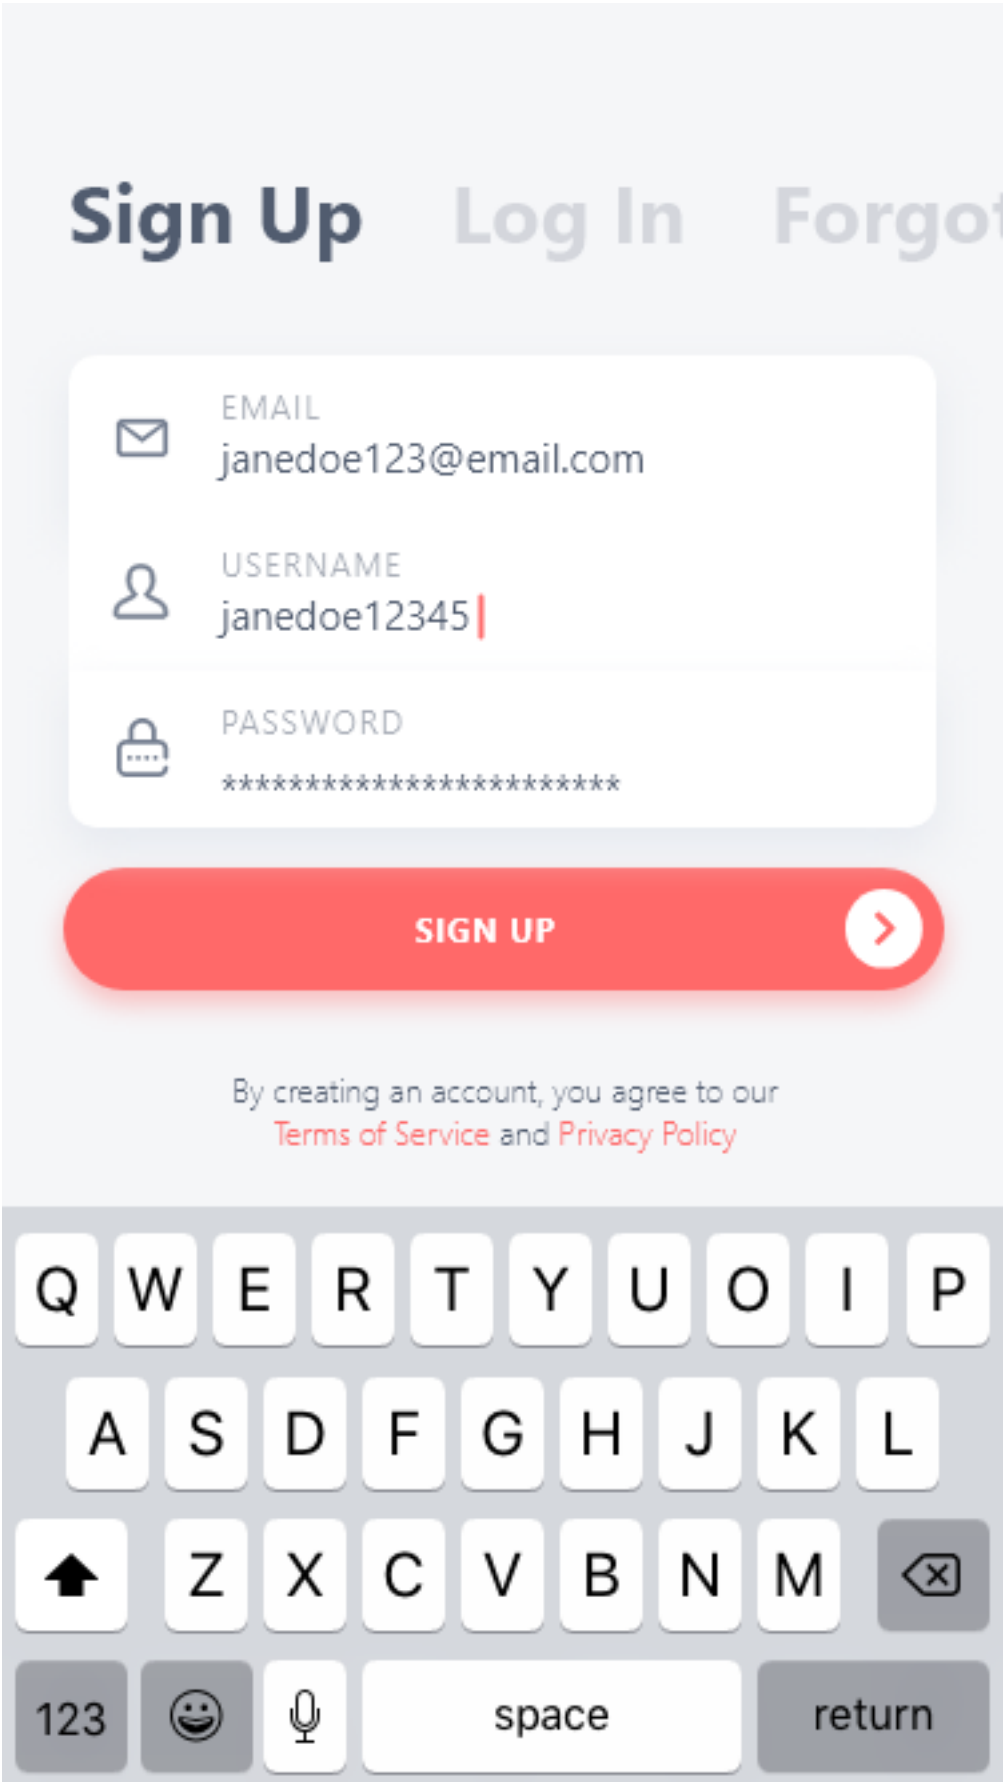 Sign Up Log In Forgot
EMAIL
janedoe123@email.com
USERNAME
janedoe12345
PASSWORD
************************
SIGN UP
By creating an account, you agree to our
Terms of Service and Privacy Policy
Q W E R T Y U O I P
A S D F G H J K L
Z X C V B N M
123 space return